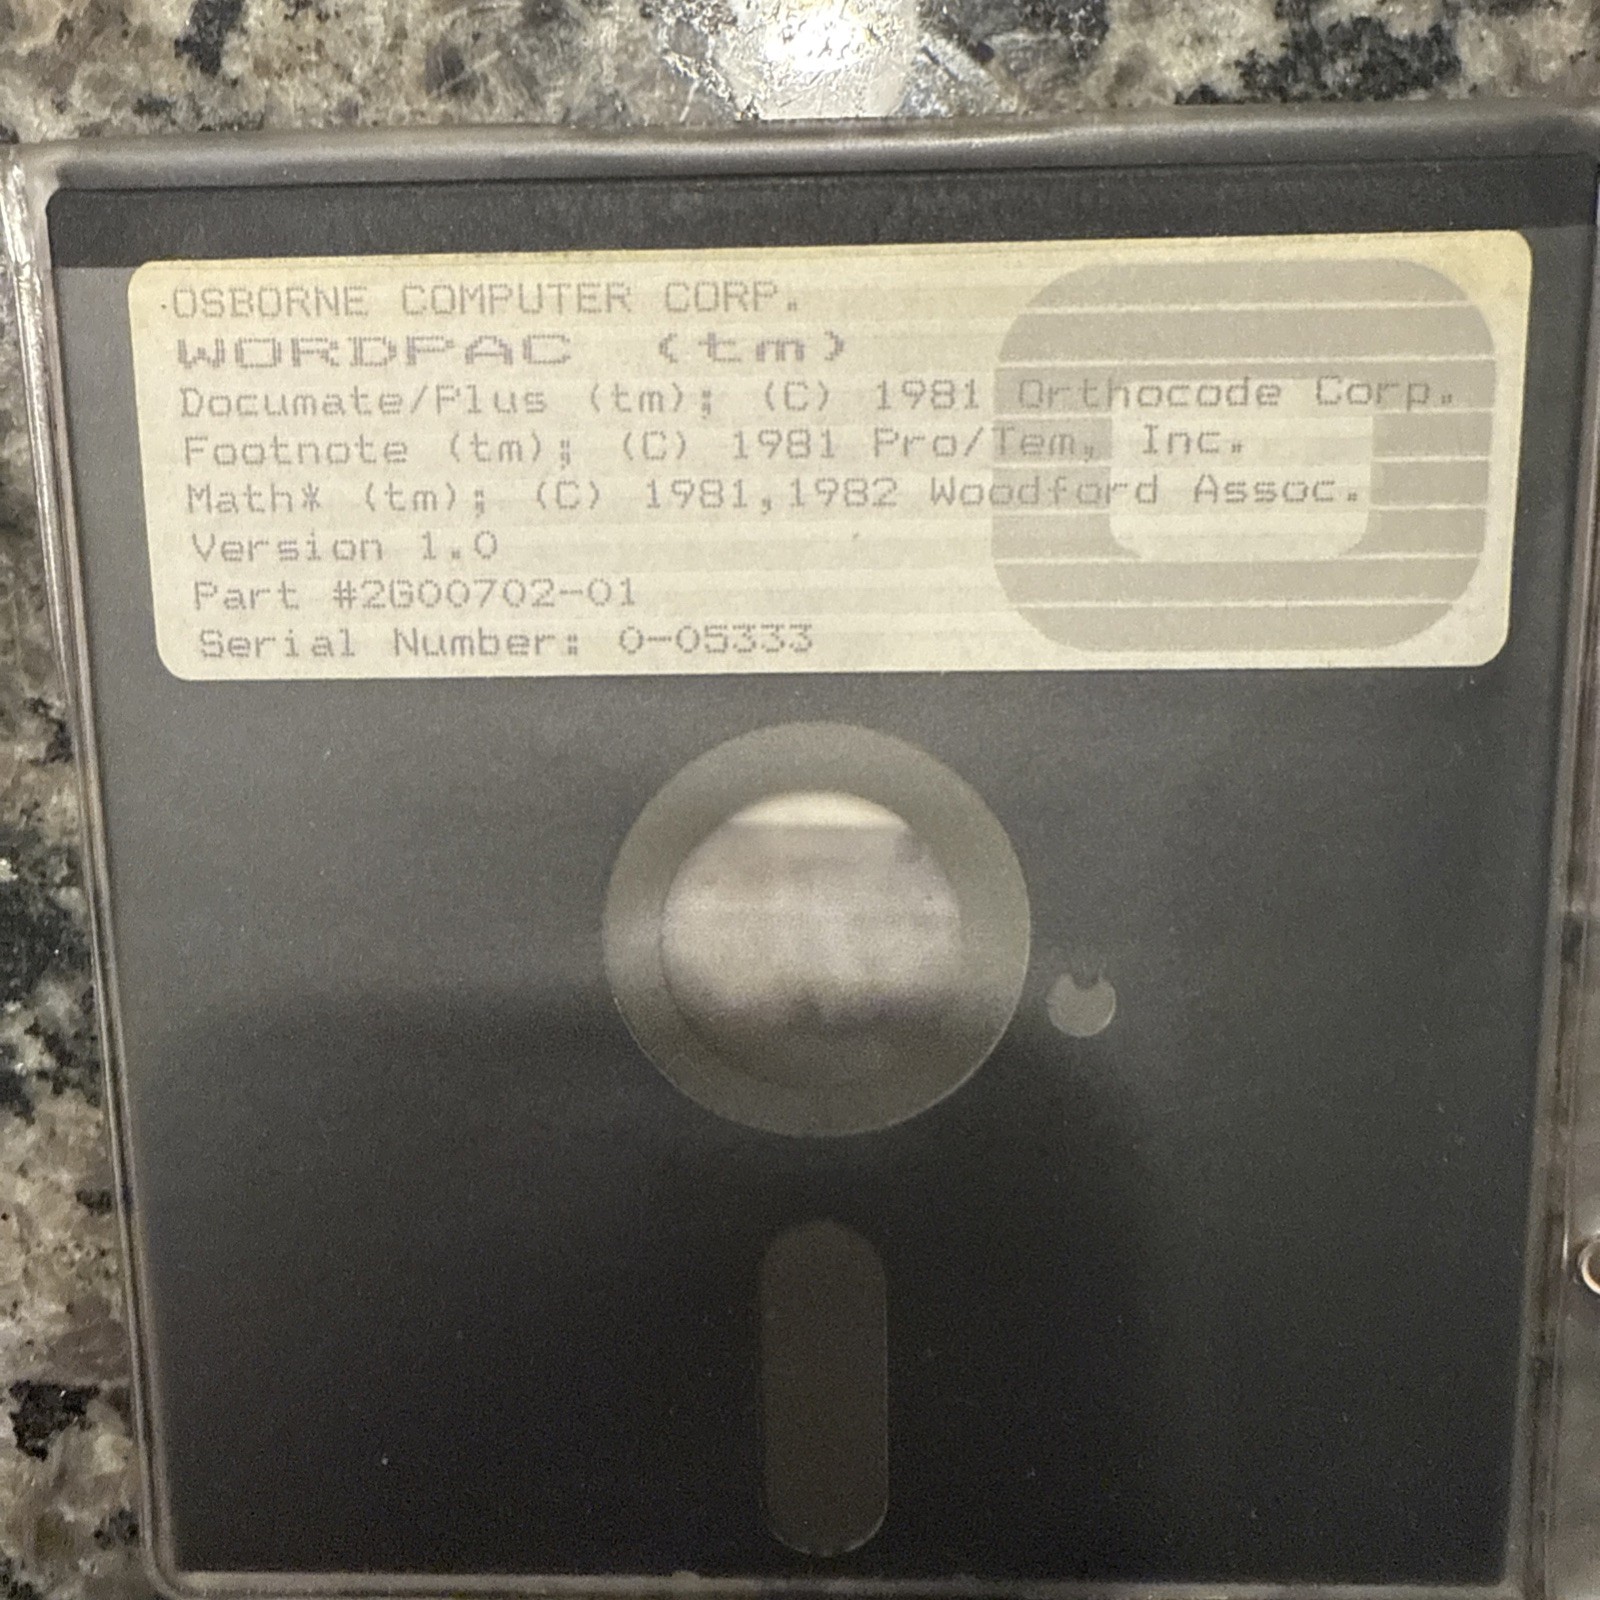 OSBORNE COMPUTER CORP.
WORDPAC (tm)
Documate/Plus (tm); (C) 1981 Orthocode Corp.
Footnote (tm); (C) 1981 Pro/Tem, Inc.
Math* (tm); (C) 1981,1982 Woodford Assoc.
Version 1.0
Part #2G00702-01
Serial Number: 0-05333